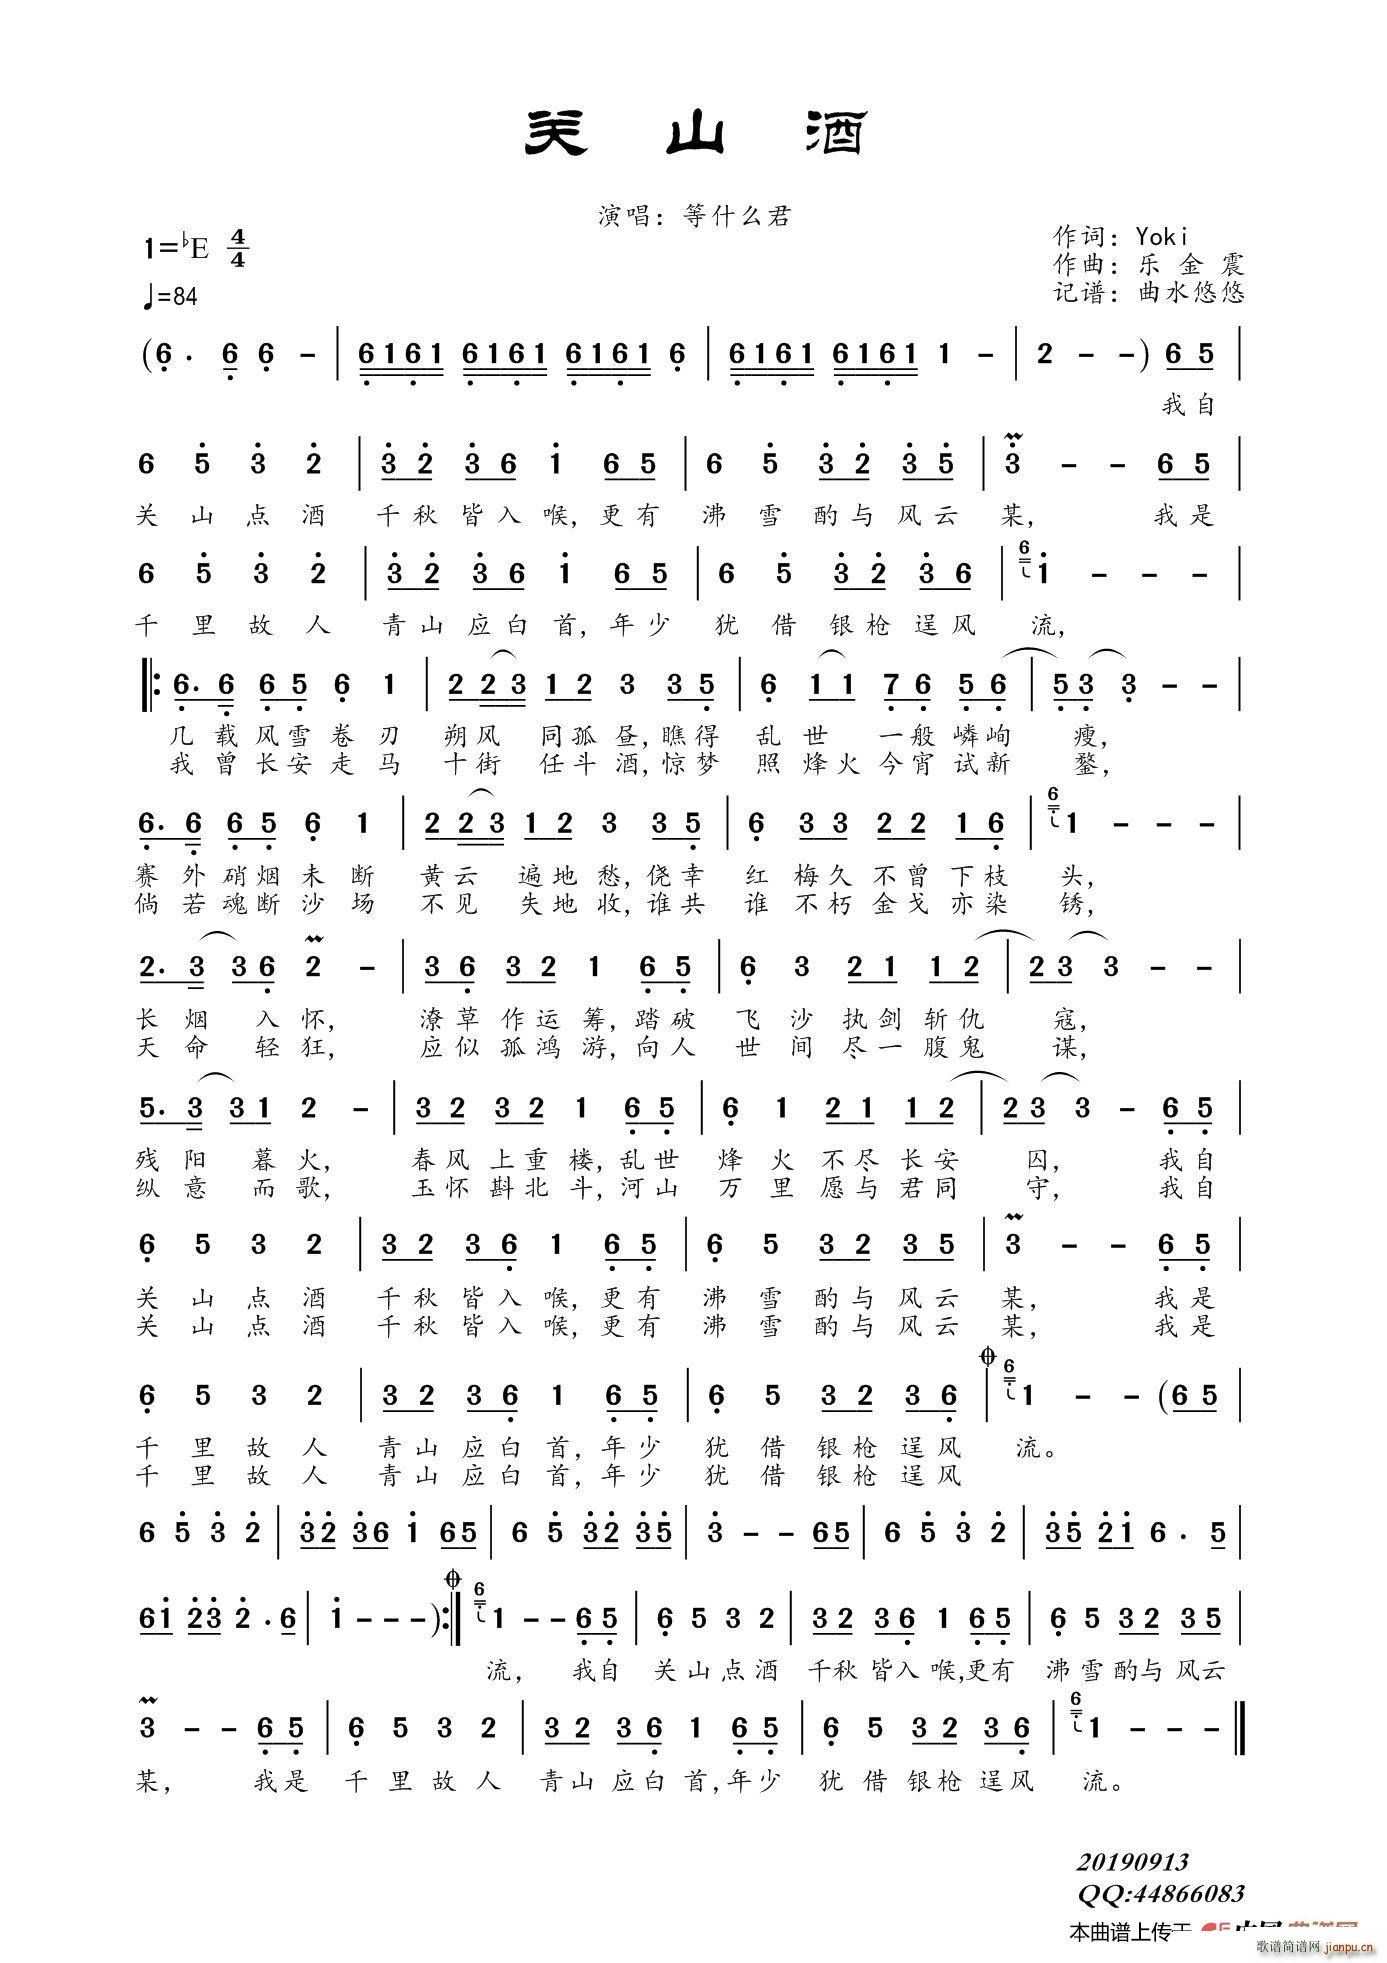 关 山 酒
演唱：等什么君
1=♭E 4/4
作词：Yoki
作曲：乐 金 震
♩=84
记谱：曲水悠悠
(6 . 6 6 - | 6161 6161 6161 6 | 6161 6161 1 - | 2 - - ) 6 5 |
我自
6 5 3 2 | 3 2 3 6 1 6 5 | 6 5 3 2 3 5 | 3 - - 6 5 |
关 山 点 酒 千秋 皆入 喉，更有 沸 雪 酌与 风云 某， 我是
6 5 3 2 | 3 2 3 6 1 6 5 | 6 5 3 2 3 6 | 6 1 - - - |
千 里 故 人 青山 应白 首，年少 犹 借 银枪 逞风 流，
|: 6. 6 6 5 6 1 | 2 2 3 1 2 3 3 5 | 6 1 1 7 6 5 6 | 5 3 3 - - |
几 载 风雪 卷 刃 朔风 同孤 昼，瞧得 乱 世 一般 嶙峋 瘦，
我 曾 长安 走 马 十街 任斗 酒，惊梦 照 烽火 今宵 试新 鍪，
6. 6 6 5 6 1 | 2 2 3 1 2 3 3 5 | 6 3 3 2 2 1 6 | 6 1 - - - |
赛 外 硝烟 未 断 黄云 遍地 愁，侥幸 红 梅久 不曾 下枝 头，
倘 若 魂断 沙 场 不见 失地 收，谁共 谁 不朽 金戈 亦染 锈，
2. 3 3 6 2 - | 3 6 3 2 1 6 5 | 6 3 2 1 1 2 | 2 3 3 - - |
长 烟 入 怀， 潦草 作运 筹，踏破 飞 沙 执剑 斩仇 寇，
天 命 轻 狂， 应似 孤鸿 游，向人 世 间 尽一 腹鬼 谋，
5. 3 3 1 2 - | 3 2 3 2 1 6 5 | 6 1 2 1 1 2 | 2 3 3 - 6 5 |
残 阳 暮 火， 春风 上重 楼，乱世 烽 火 不尽 长安 囚， 我自
纵 意 而 歌， 玉怀 斟北 斗，河山 万 里 愿与 君同 守， 我自
6 5 3 2 | 3 2 3 6 1 6 5 | 6 5 3 2 3 5 | 3 - - 6 5 |
关 山 点 酒 千秋 皆入 喉，更有 沸 雪 酌与 风云 某， 我是
关 山 点 酒 千秋 皆入 喉，更有 沸 雪 酌与 风云 某， 我是
6 5 3 2 | 3 2 3 6 1 6 5 | 6 5 3 2 3 6 | 6 1 - - (6 5 |
千 里 故 人 青山 应白 首，年少 犹 借 银枪 逞风 流。
千 里 故 人 青山 应白 首，年少 犹 借 银枪 逞风
6 5 3 2 | 32 36 1 65 | 6 5 32 35 | 3 - - 65 | 6 5 3 2 | 35 21 6 . 5 |
61 23 2 . 6 | 1 - - - ) :| 6 1 - - 6 5 | 6 5 3 2 | 3 2 3 6 1 6 5 | 6 5 3 2 3 5 |
流， 我自 关 山 点 酒 千秋 皆入 喉，更有 沸 雪 酌与 风云
3 - - 6 5 | 6 5 3 2 | 3 2 3 6 1 6 5 | 6 5 3 2 3 6 | 6 1 - - - ||
某， 我是 千 里 故 人 青山 应白 首，年少 犹 借 银枪 逞风 流。
20190913
QQ:44866083
本曲谱上传于
歌谱简谱网 jianpu.cn